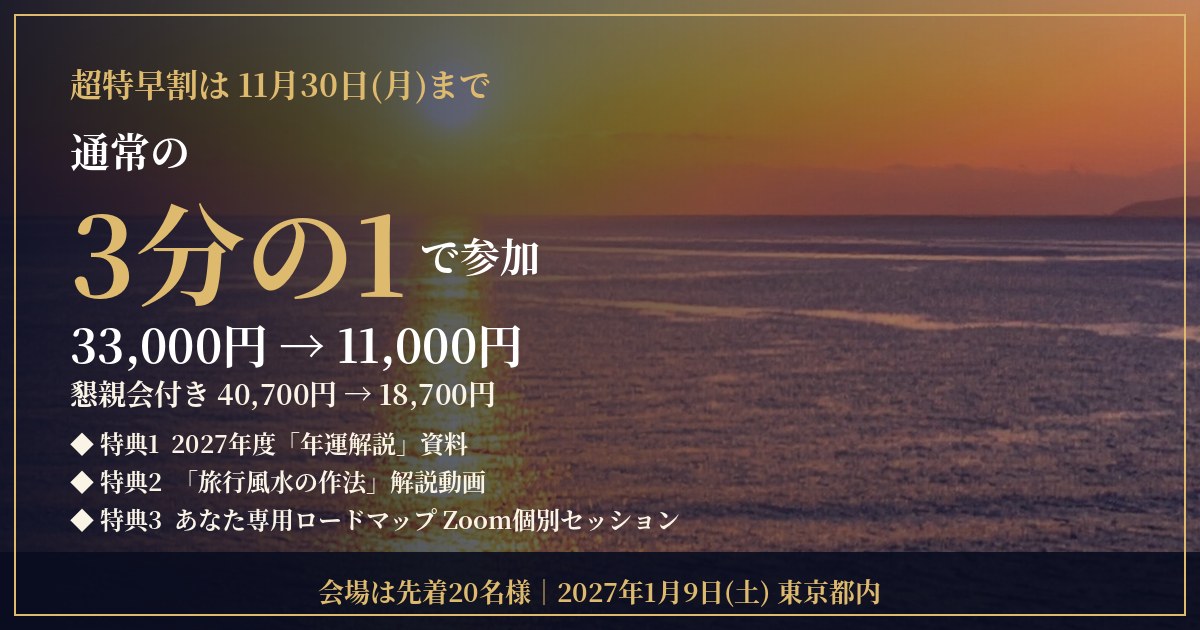 超特早割は 11月30日(月)まで
通常の
3分の1で参加
33,000円 → 11,000円
懇親会付き 40,700円 → 18,700円
◆ 特典1 2027年度「年運解説」資料
◆ 特典2 「旅行風水の作法」解説動画
◆ 特典3 あなた専用ロードマップ Zoom個別セッション
会場は先着20名様｜2027年1月9日(土) 東京都内